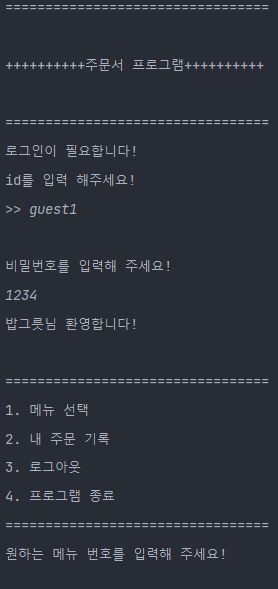 =================================
++++++++++주문서 프로그램++++++++++
=================================
로그인이 필요합니다!
id를 입력 해주세요!
>> guest1
비밀번호를 입력해 주세요!
1234
밥그릇님 환영합니다!
=================================
1. 메뉴 선택
2. 내 주문 기록
3. 로그아웃
4. 프로그램 종료
=================================
원하는 메뉴 번호를 입력해 주세요!